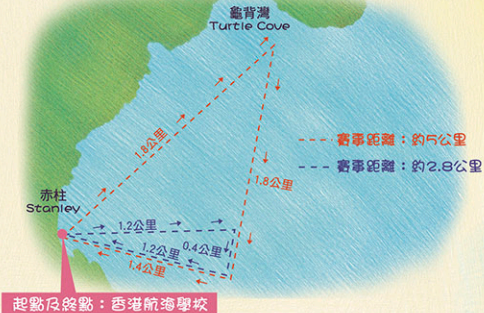 龜背灣
Turtle Cove
1.8公里
賽事距離：約5公里
賽事距離：約2.8公里
1.8公里
赤柱
Stanley
1.2公里
1.2公里
0.4公里
1.4公里
起點及終點：香港航海學校